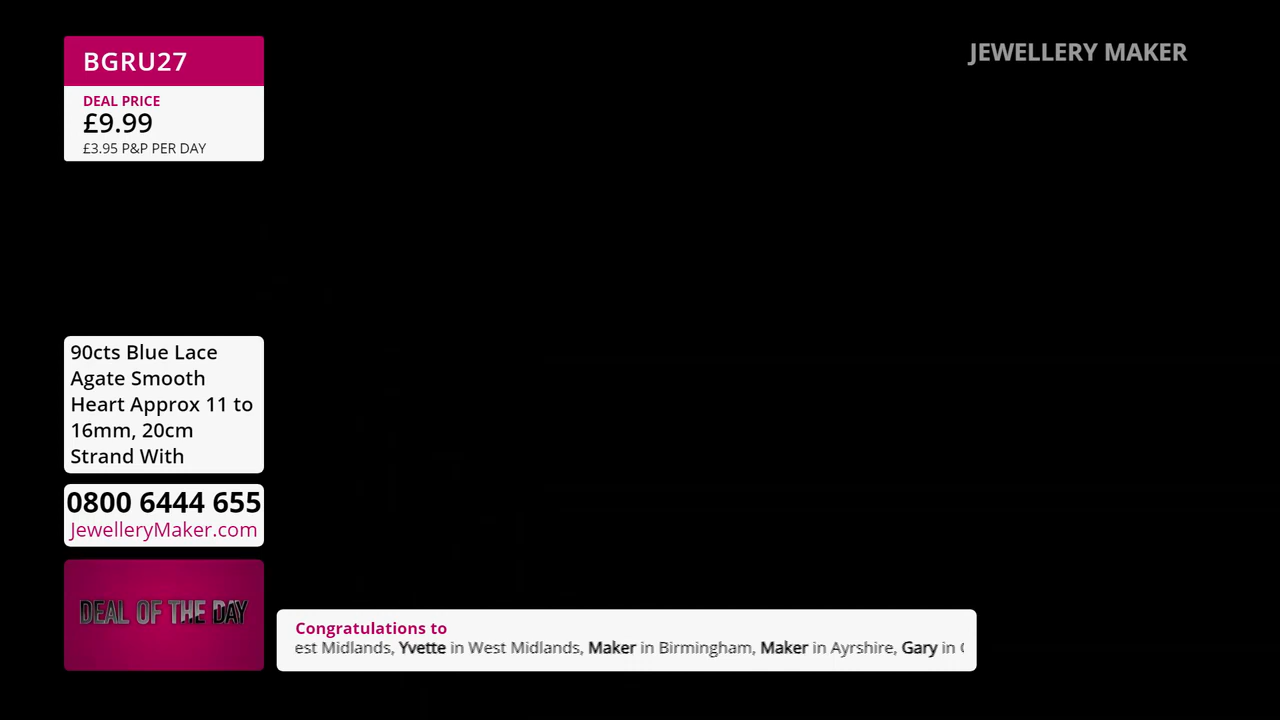 BGRU27
DEAL PRICE
£9.99
£3.95 P&P PER DAY
JEWELLERY MAKER
90cts Blue Lace
Agate Smooth
Heart Approx 11 to
16mm, 20cm
Strand With
0800 6444 655
JewelleryMaker.com
DEAL OF THE DAY
Congratulations to
est Midlands, Yvette in West Midlands, Maker in Birmingham, Maker in Ayrshire, Gary in